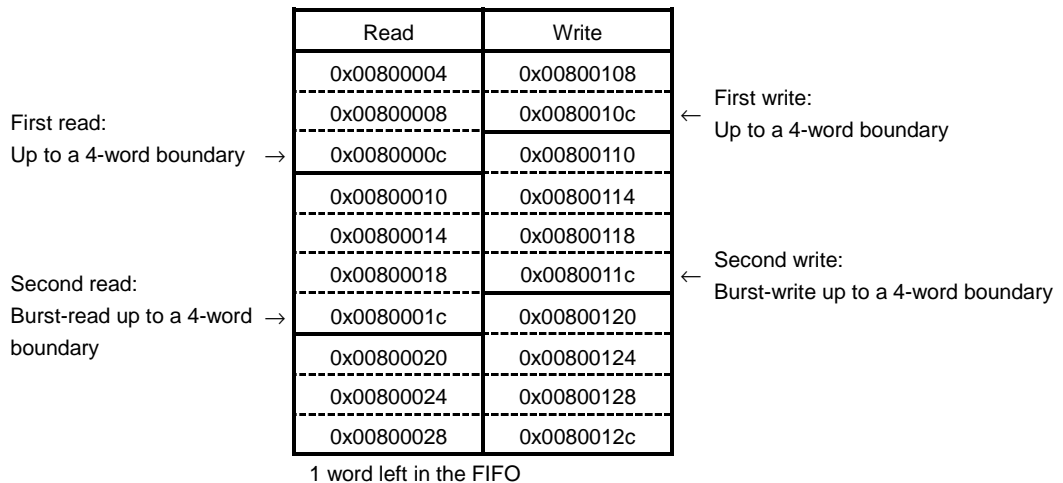 Read Write
0x00800004 0x00800108
0x00800008 0x0080010c
First read:
Up to a 4-word boundary →
← First write:
Up to a 4-word boundary
0x0080000c 0x00800110
0x00800010 0x00800114
0x00800014 0x00800118
0x00800018 0x0080011c
Second read:
Burst-read up to a 4-word →
boundary
← Second write:
Burst-write up to a 4-word boundary
0x0080001c 0x00800120
0x00800020 0x00800124
0x00800024 0x00800128
0x00800028 0x0080012c
1 word left in the FIFO